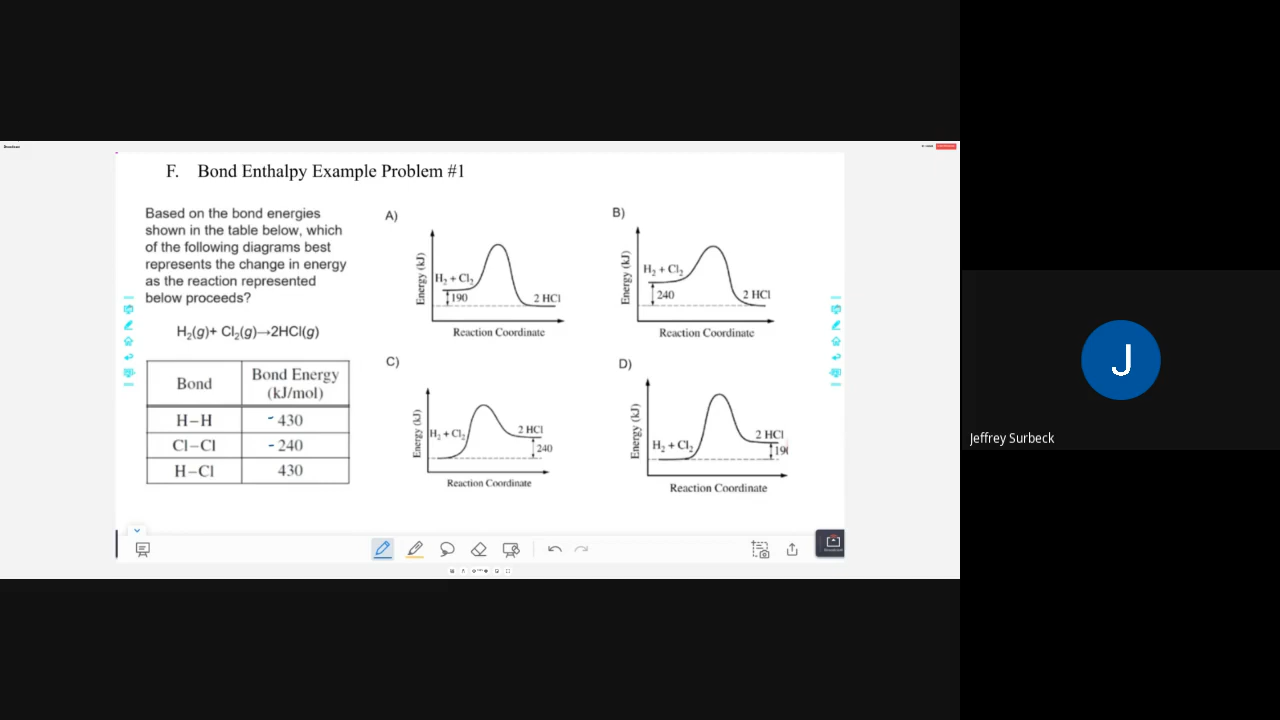 F. Bond Enthalpy Example Problem #1
Based on the bond energies
shown in the table below, which
of the following diagrams best
represents the change in energy
as the reaction represented
below proceeds?
H₂(g)+ Cl₂(g)→2HCl(g)
Bond
Bond Energy
(kJ/mol)
H–H
- 430
Cl–Cl
- 240
H–Cl
430
A)
Energy (kJ)
H₂ + Cl₂
190
2 HCl
Reaction Coordinate
B)
Energy (kJ)
H₂ + Cl₂
240
2 HCl
Reaction Coordinate
C)
Energy (kJ)
H₂ + Cl₂
2 HCl
240
Reaction Coordinate
D)
Energy (kJ)
H₂ + Cl₂
2 HCl
190
Reaction Coordinate
J
Jeffrey Surbeck